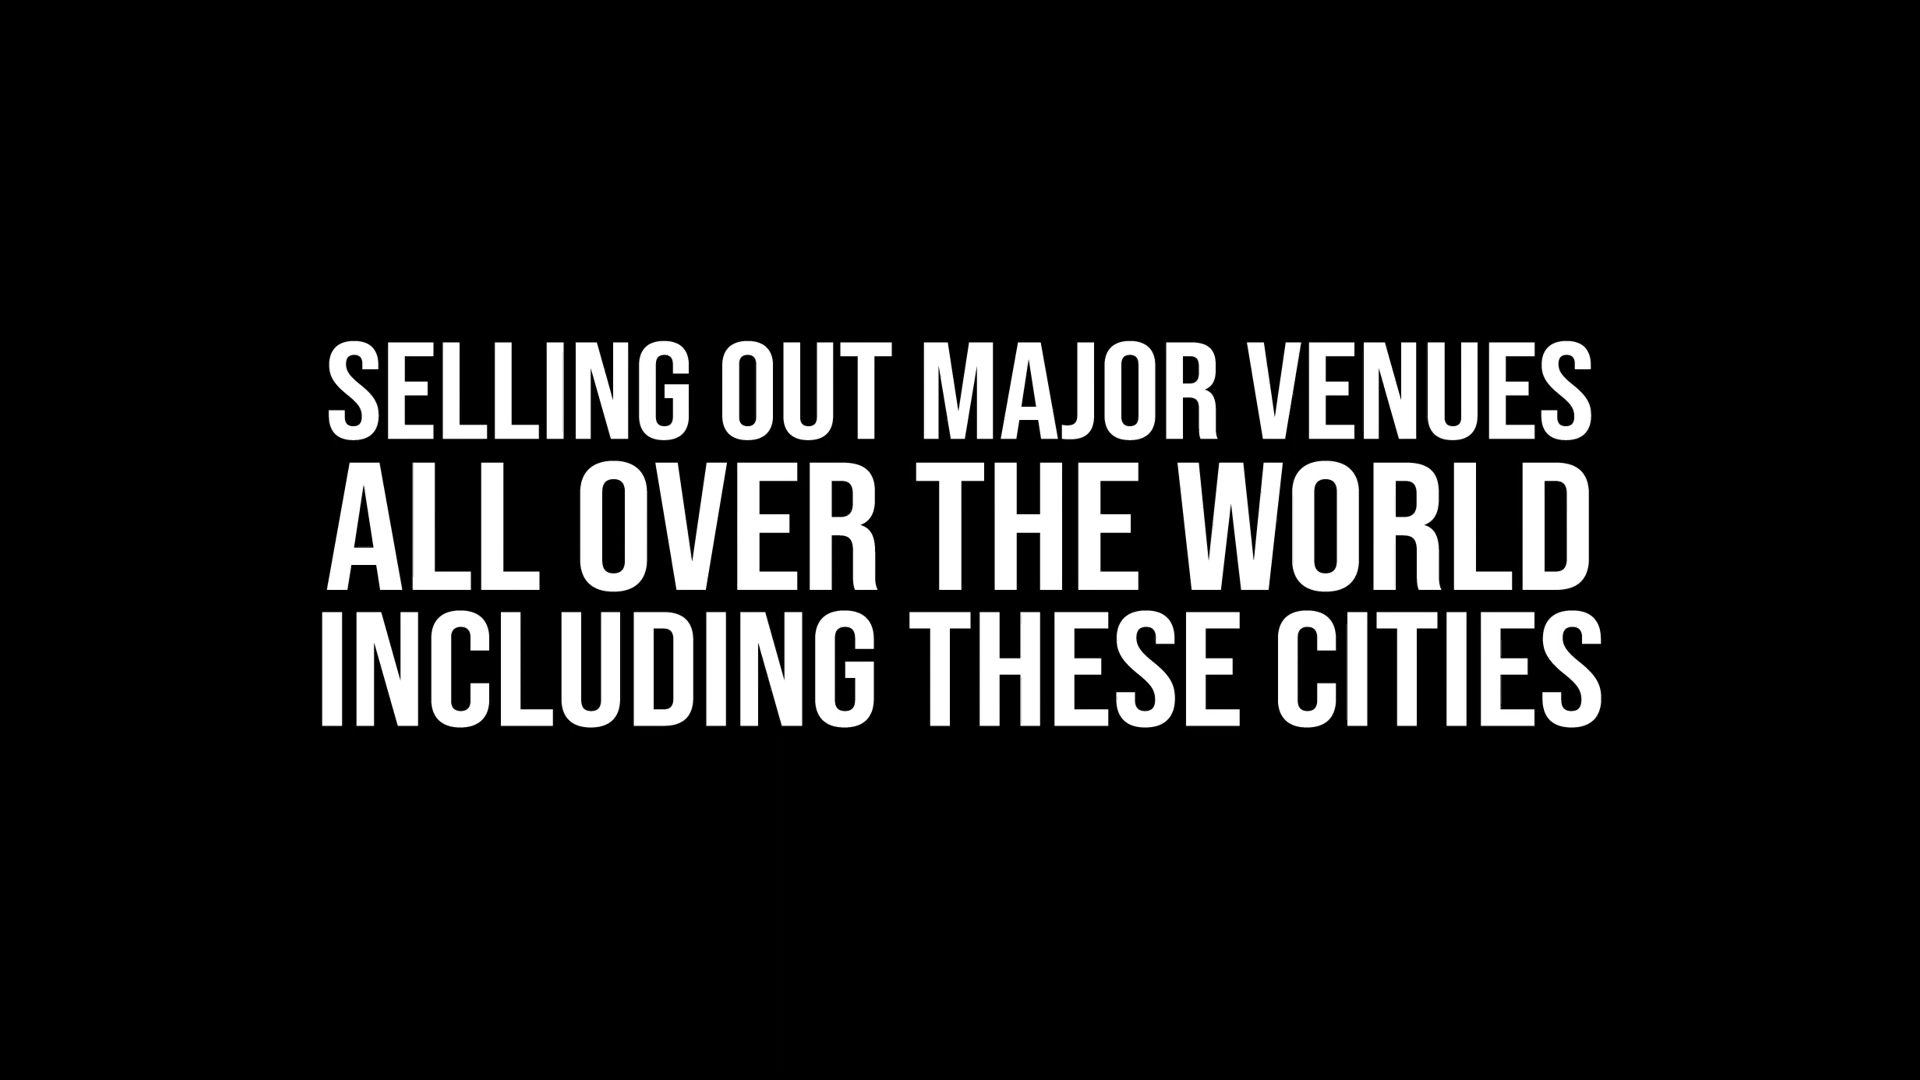 SELLING OUT MAJOR VENUES
ALL OVER THE WORLD
INCLUDING THESE CITIES